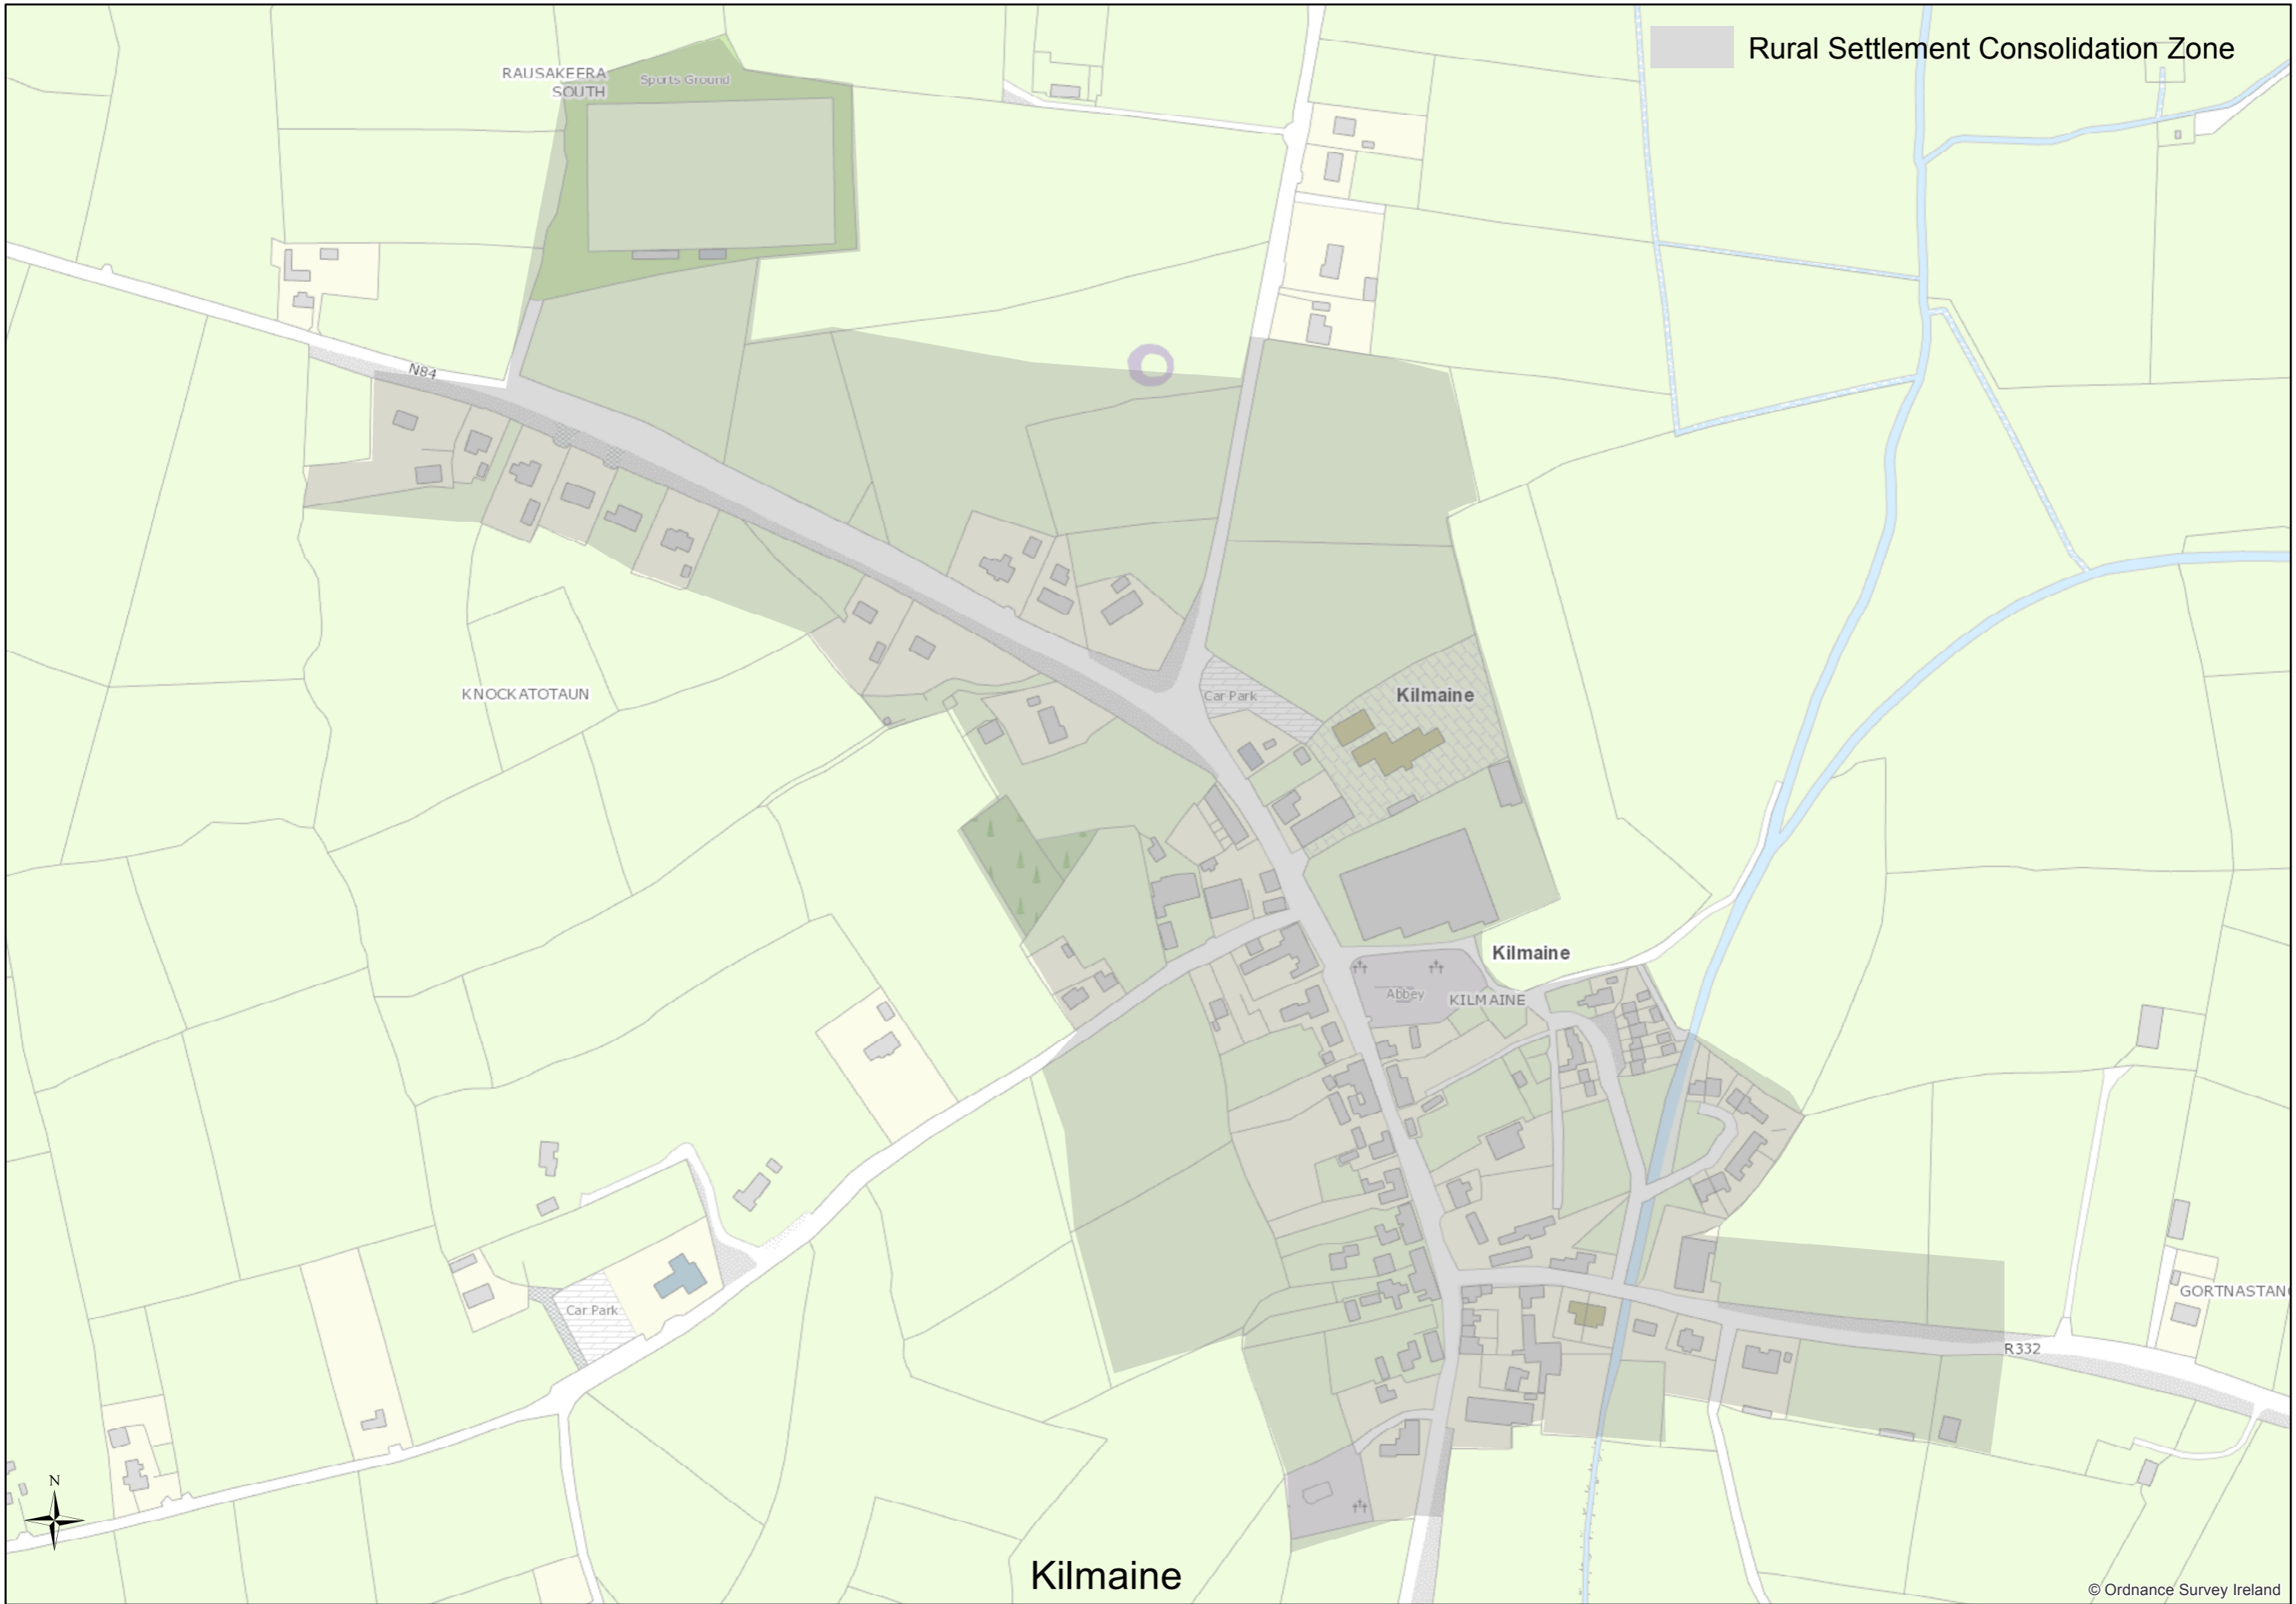 Rural Settlement Consolidation Zone
RAUSAKEERA
SOUTH
Sports Ground
N84
KNOCKATOTAUN
Car Park
Kilmaine
Kilmaine
Abbey
KILMAINE
Car Park
GORTNASTANG
R332
N
Kilmaine
© Ordnance Survey Ireland